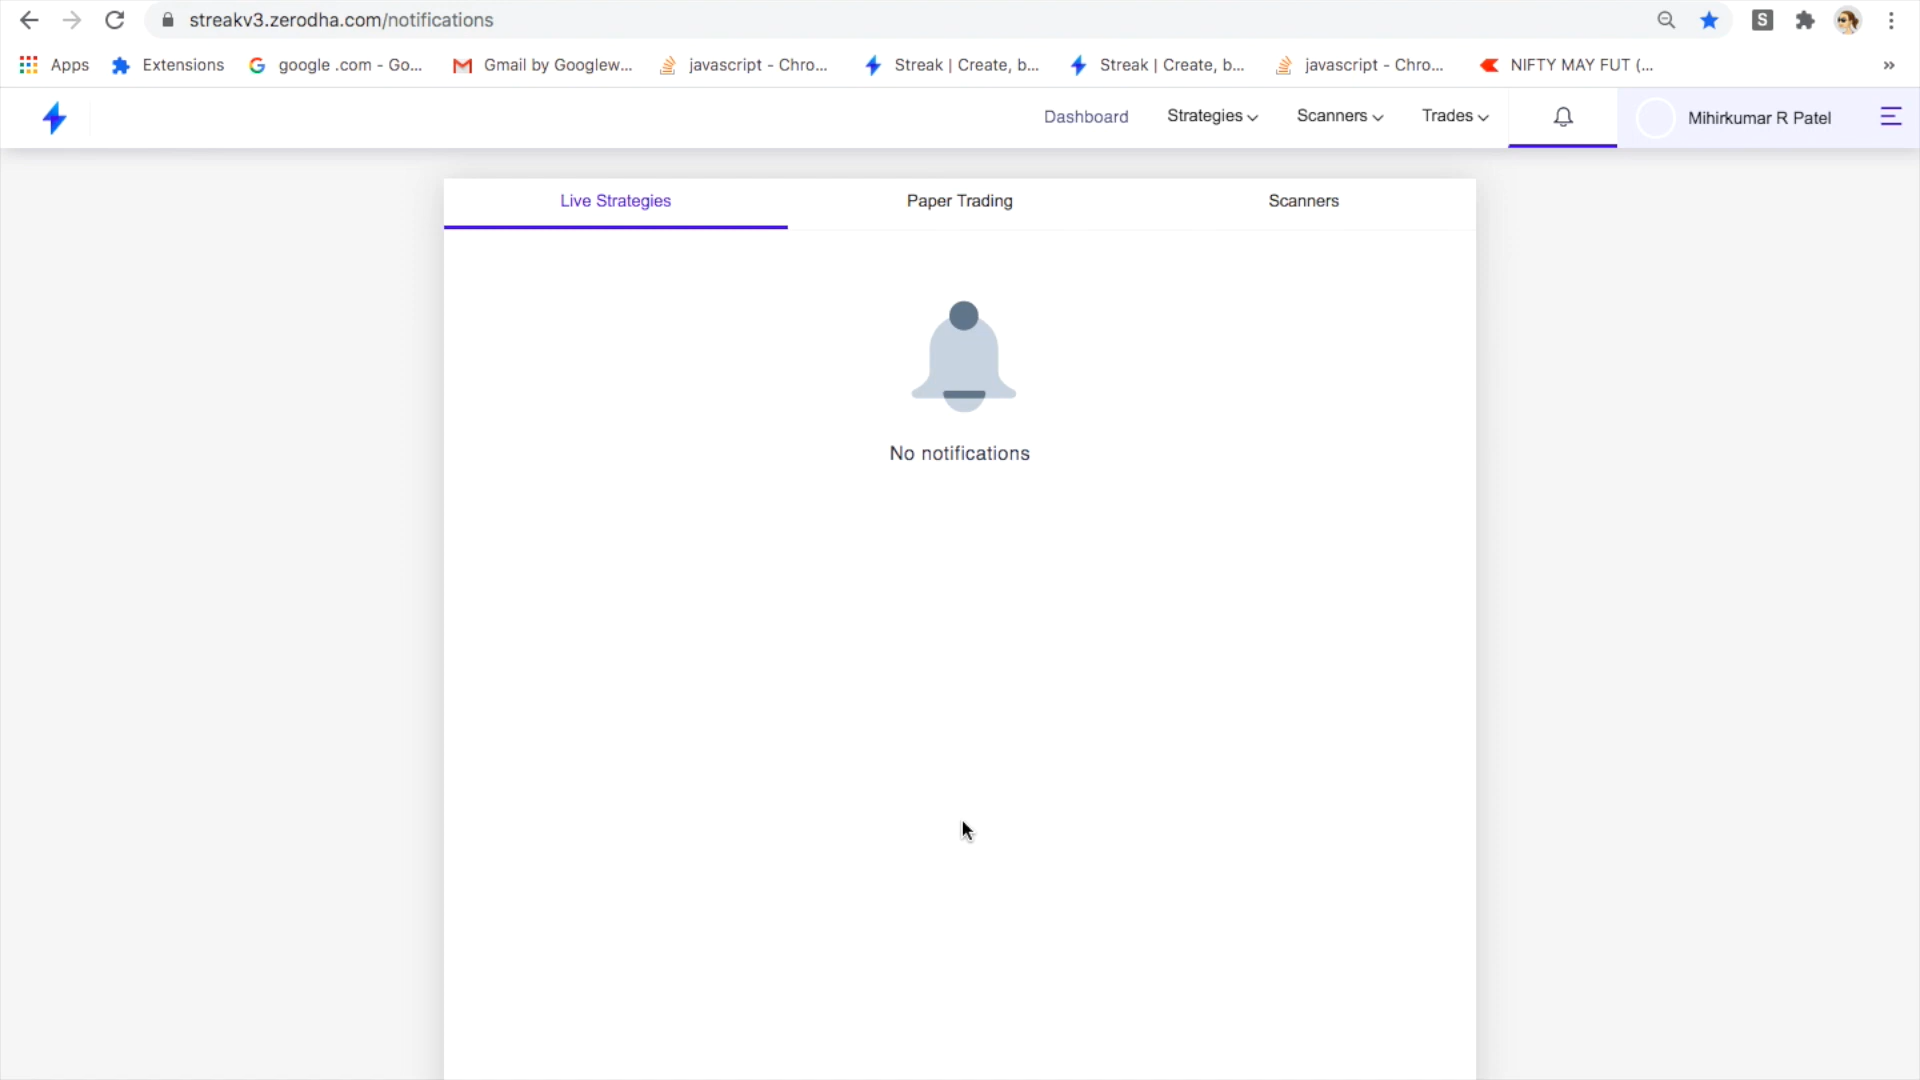 streakv3.zerodha.com/notifications
S
Apps
Extensions
google .com - Go...
Gmail by Googlew...
javascript - Chro...
Streak | Create, b...
Streak | Create, b...
javascript - Chro...
NIFTY MAY FUT (...
»
Dashboard
Strategies
Scanners
Trades
Mihirkumar R Patel
Live Strategies
Paper Trading
Scanners
No notifications